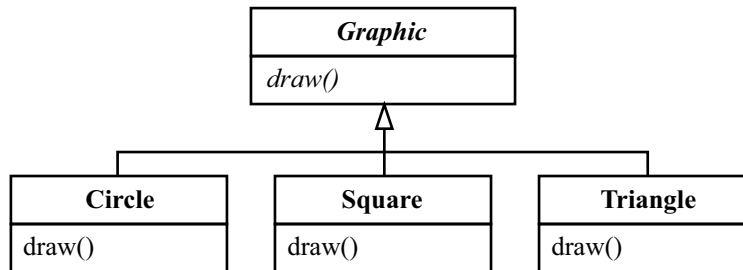 Graphic
draw()
Circle
draw()
Square
draw()
Triangle
draw()